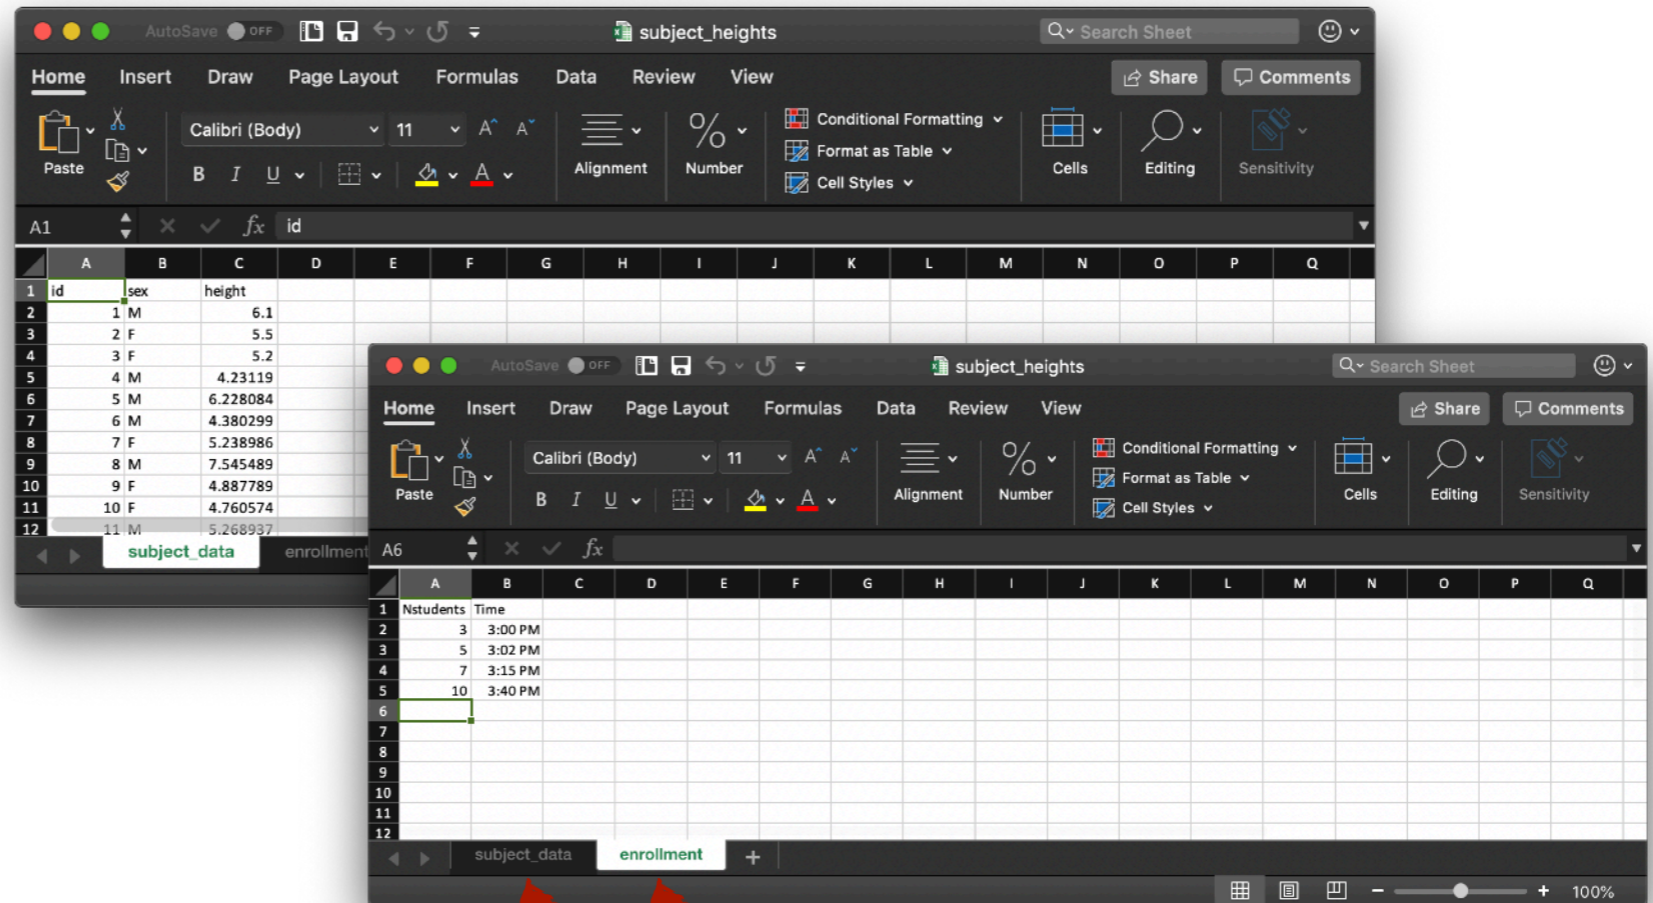 AutoSave OFF subject_heights Search Sheet
Home Insert Draw Page Layout Formulas Data Review View Share Comments
Calibri (Body) 11 A A Conditional Formatting
Format as Table
Paste B I U A Alignment Number Cell Styles Cells Editing Sensitivity
A1 fx id
A B C D E F G H I J K L M N O P Q
1 id sex height
2 1 M 6.1
3 2 F 5.5
4 3 F 5.2
5 4 M 4.23119
6 5 M 6.228084
7 6 M 4.380299
8 7 F 5.238986
9 8 M 7.545489
10 9 F 4.887789
11 10 F 4.760574
12 11 M 5.268937
subject_data enrollment
AutoSave OFF subject_heights Search Sheet
Home Insert Draw Page Layout Formulas Data Review View Share Comments
Calibri (Body) 11 A A Conditional Formatting
Format as Table
Paste B I U A Alignment Number Cell Styles Cells Editing Sensitivity
A6 fx
A B C D E F G H I J K L M N O P Q
1 Nstudents Time
2 3 3:00 PM
3 5 3:02 PM
4 7 3:15 PM
5 10 3:40 PM
6
7
8
9
10
11
12
subject_data enrollment +
100%